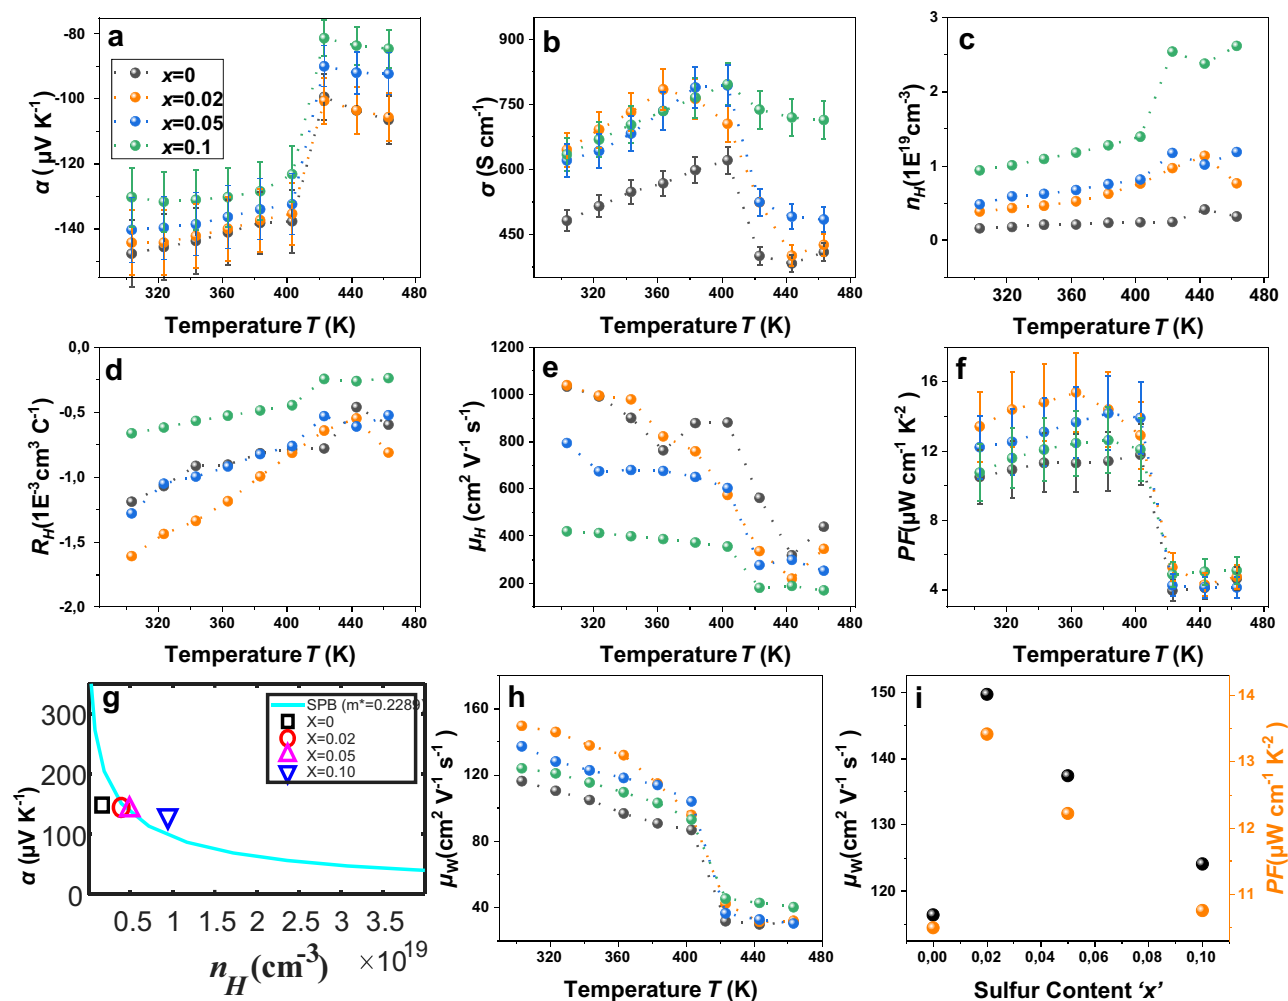 a
-80
-100
-120
-140
α (µV K⁻¹)
x=0
x=0.02
x=0.05
x=0.1
320 360 400 440 480
Temperature T (K)
b
900
750
600
450
σ (S cm⁻¹)
320 360 400 440 480
Temperature T (K)
c
3
2
1
0
n_H(1E¹⁹cm⁻³)
320 360 400 440 480
Temperature T (K)
d
0,0
-0,5
-1,0
-1,5
-2,0
R_H(1E⁻³ cm³ C⁻¹)
320 360 400 440 480
Temperature T (K)
e
1200
1000
800
600
400
200
µ_H (cm² V⁻¹ s⁻¹)
320 360 400 440 480
Temperature T (K)
f
16
12
8
4
PF(µW cm⁻¹ K⁻²)
320 360 400 440 480
Temperature T (K)
g
300
200
100
0
α (µV K⁻¹)
SPB (m*=0.2289)
X=0
X=0.02
X=0.05
X=0.10
0.5 1 2 3
n_H(cm⁻³) ×10¹⁹
h
160
120
80
40
µ_W(cm² V⁻¹ s⁻¹)
320 360 400 440 480
Temperature T (K)
i
150
145
140
135
130
125
120
115
µ_W(cm² V⁻¹ s⁻¹)
14
13
12
11
10
PF(µW cm⁻¹ K⁻²)
0,00 0,02 0,04 0,06 0,08 0,10
Sulfur Content ‘x’